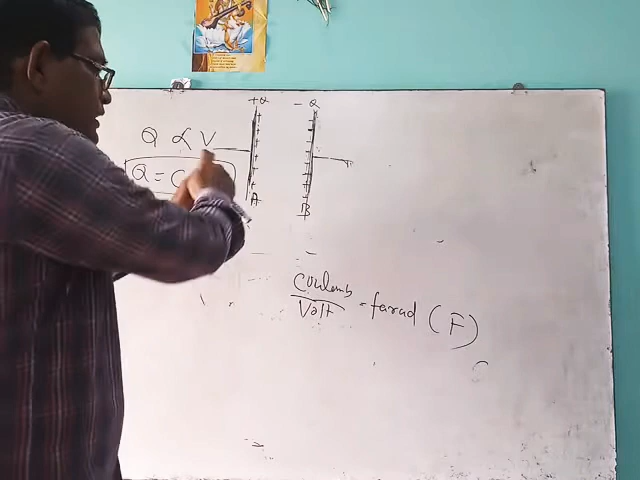 +Q
-Q
Q ∝ V
Q = C
A
B
Coulomb
Volt
= farad (F)